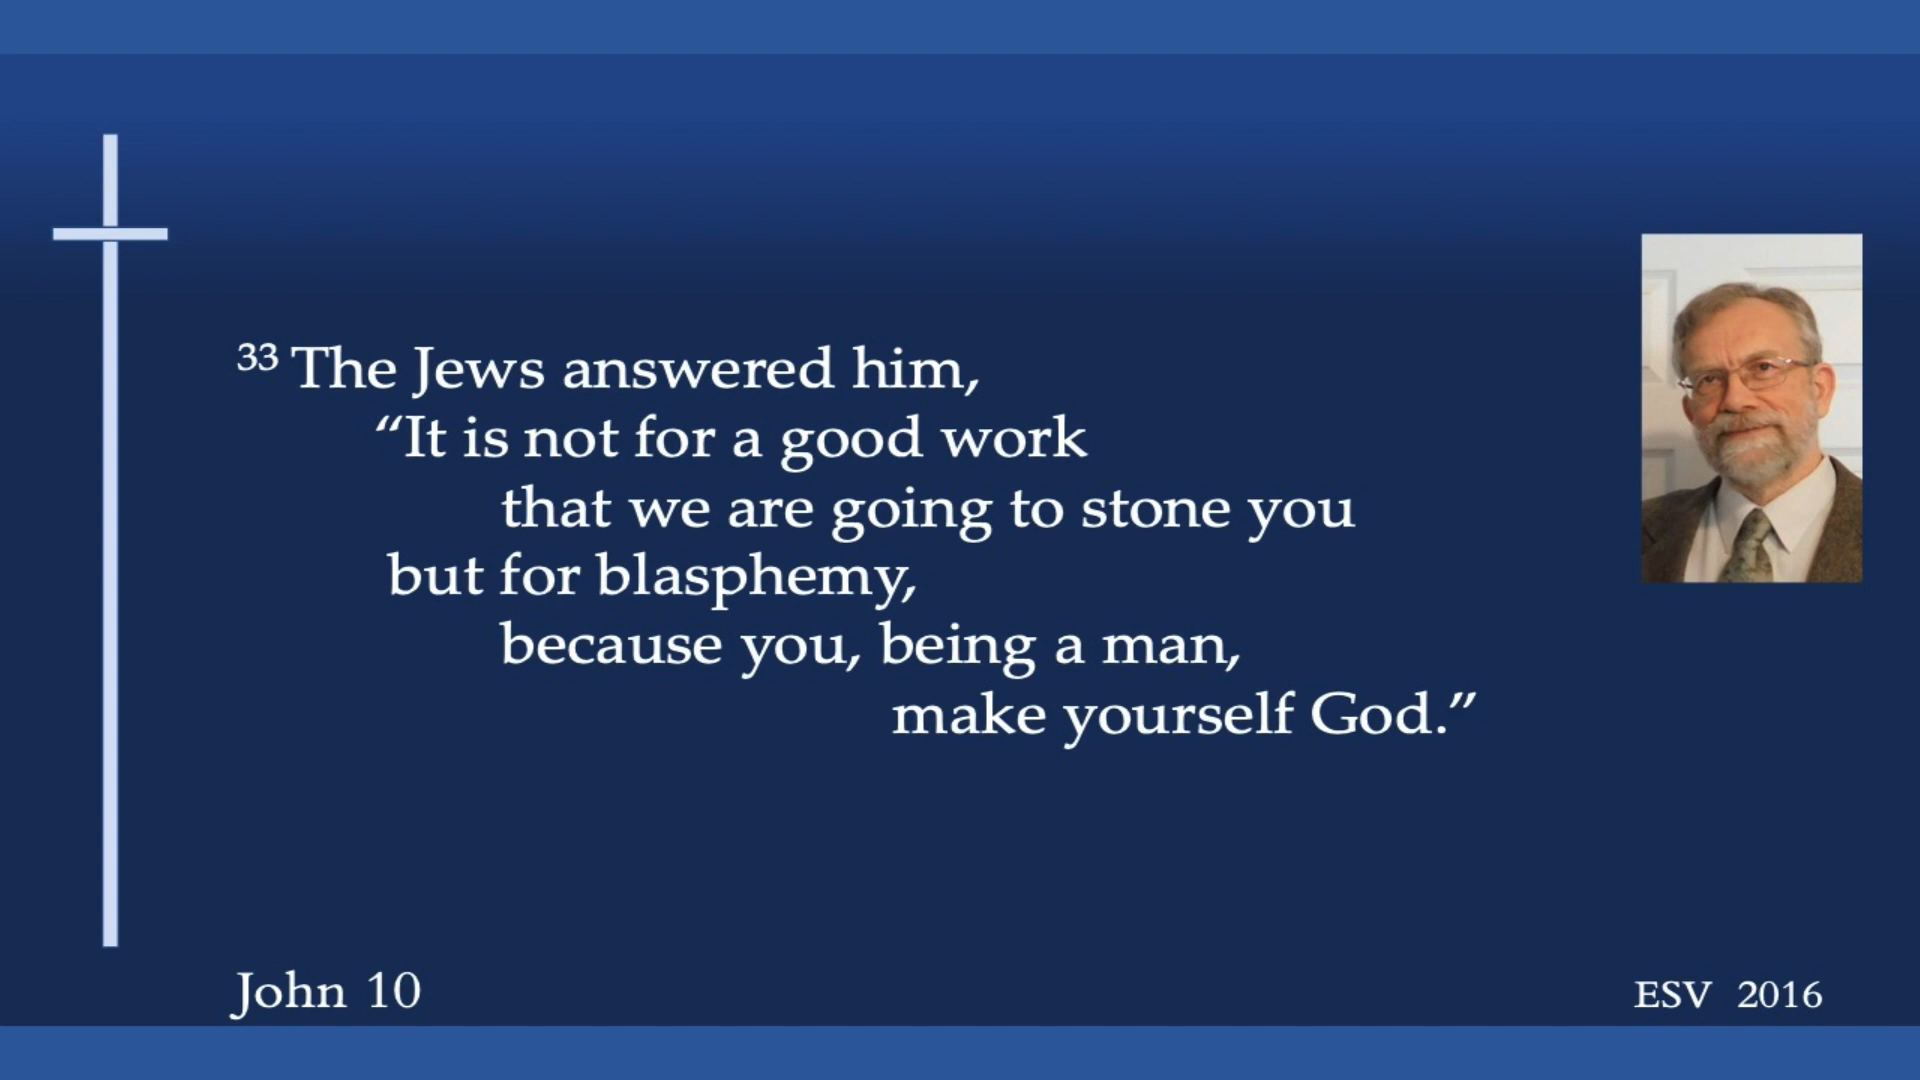 33 The Jews answered him,
“It is not for a good work
that we are going to stone you
but for blasphemy,
because you, being a man,
make yourself God.”
John 10
ESV 2016